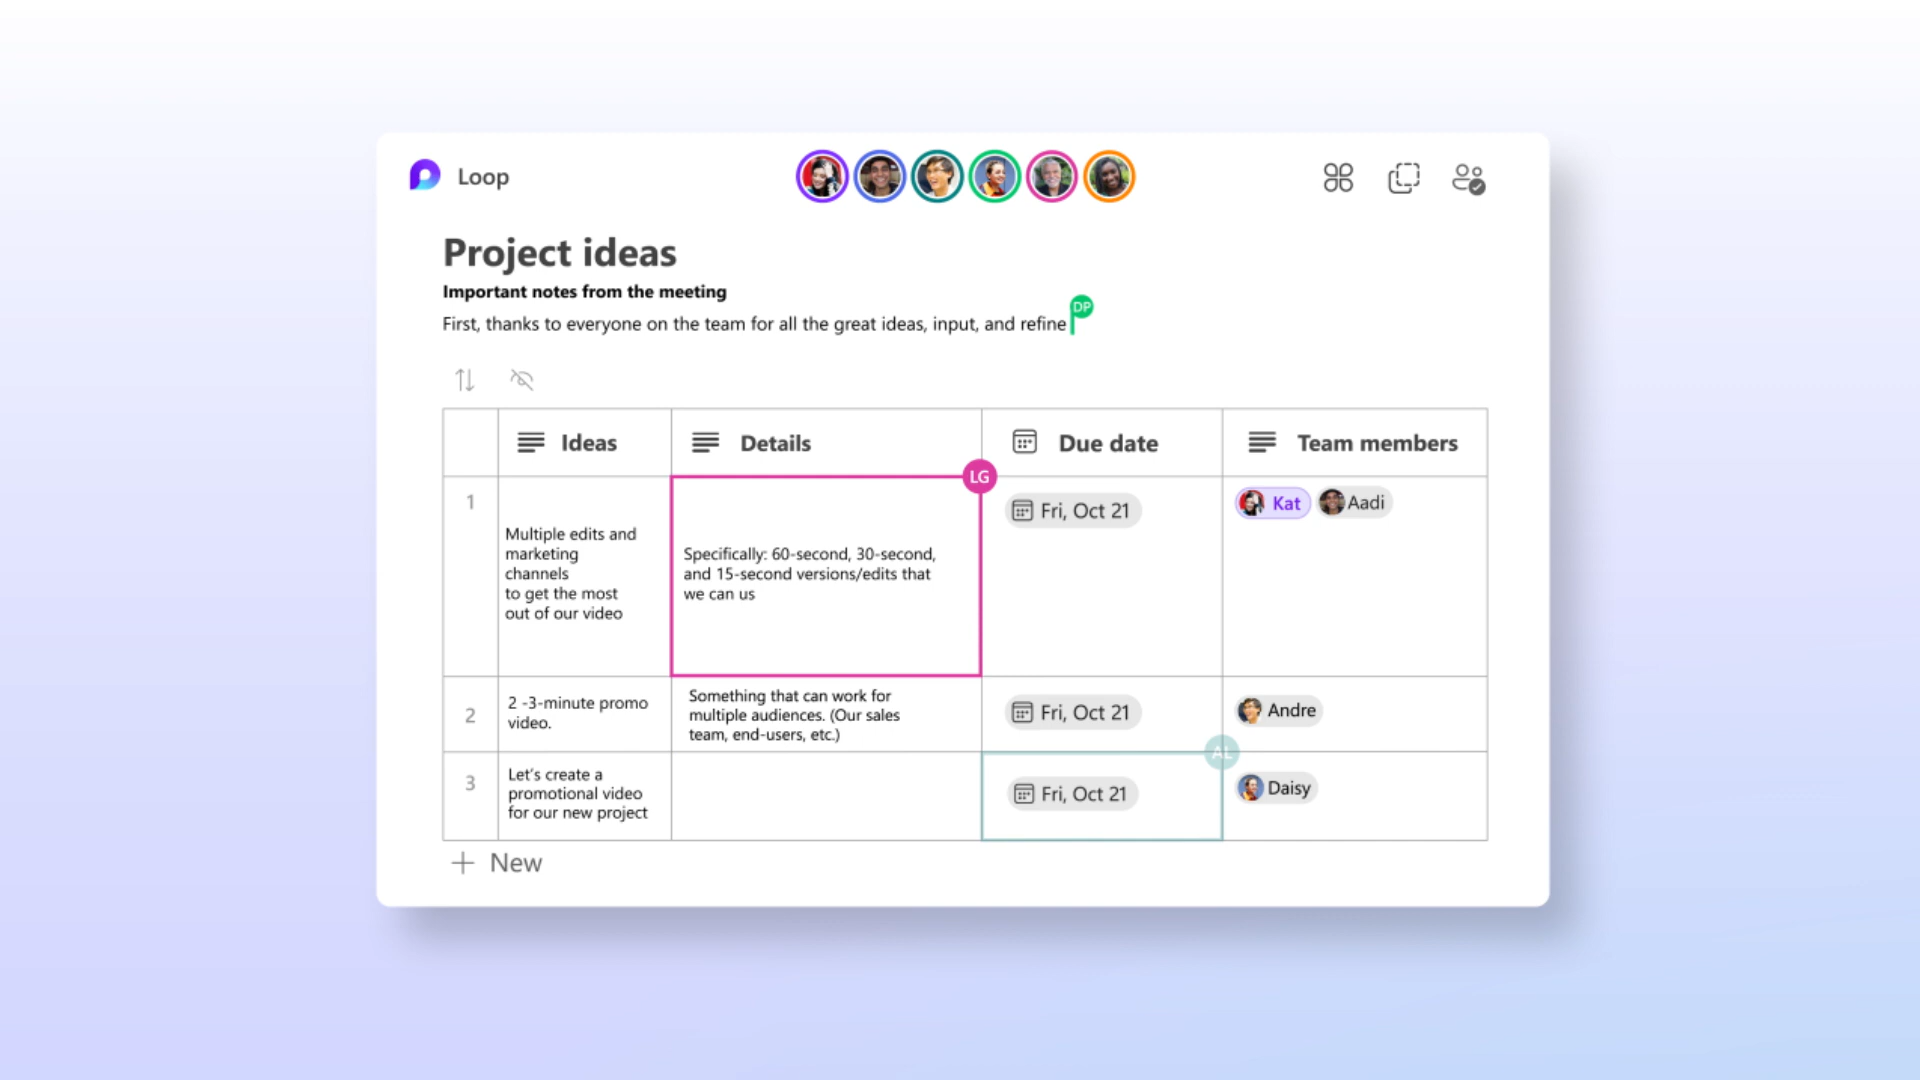 Loop
Project ideas
Important notes from the meeting
DP
First, thanks to everyone on the team for all the great ideas, input, and refine
Ideas
Details
Due date
Team members
LG
1
Multiple edits and
marketing
channels
to get the most
out of our video
Specifically: 60-second, 30-second,
and 15-second versions/edits that
we can us
Fri, Oct 21
Kat
Aadi
2
2 -3-minute promo
video.
Something that can work for
multiple audiences. (Our sales
team, end-users, etc.)
Fri, Oct 21
Andre
AL
3
Let's create a
promotional video
for our new project
Fri, Oct 21
Daisy
New